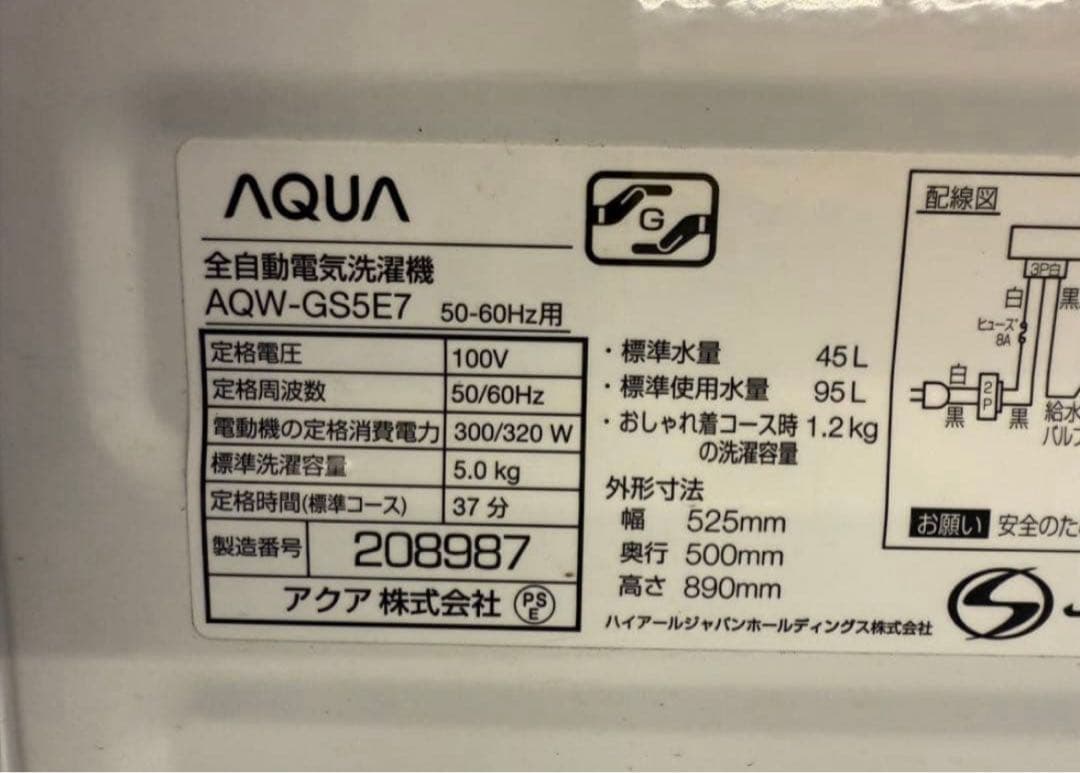 AQUA
G
全自動電気洗濯機
AQW-GS5E7 50-60Hz用
定格電圧 100V
定格周波数 50/60Hz
電動機の定格消費電力 300/320 W
標準洗濯容量 5.0 kg
定格時間(標準コース) 37 分
製造番号 208987
アクア 株式会社 PSE
・標準水量 45L
・標準使用水量 95L
・おしゃれ着コース時 1.2kg
の洗濯容量
外形寸法
幅 525mm
奥行 500mm
高さ 890mm
ハイアールジャパンホールディングス株式会社
配線図
3P白
白 黒
ヒューズ
8A
白
2P
黒 黒
給水
バルブ
お願い 安全のため